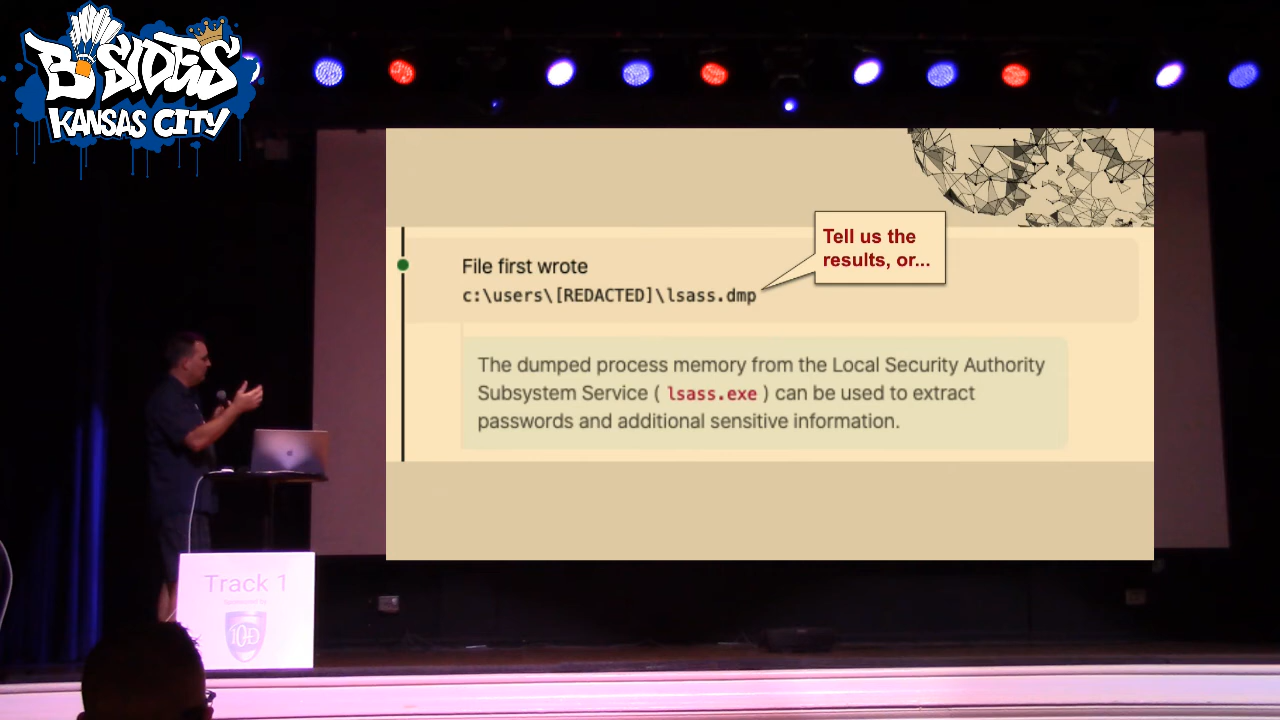 B·SIDES
KANSAS CITY
Tell us the
results, or...
File first wrote
c:\users\[REDACTED]\lsass.dmp
The dumped process memory from the Local Security Authority
Subsystem Service ( lsass.exe ) can be used to extract
passwords and additional sensitive information.
Track 1